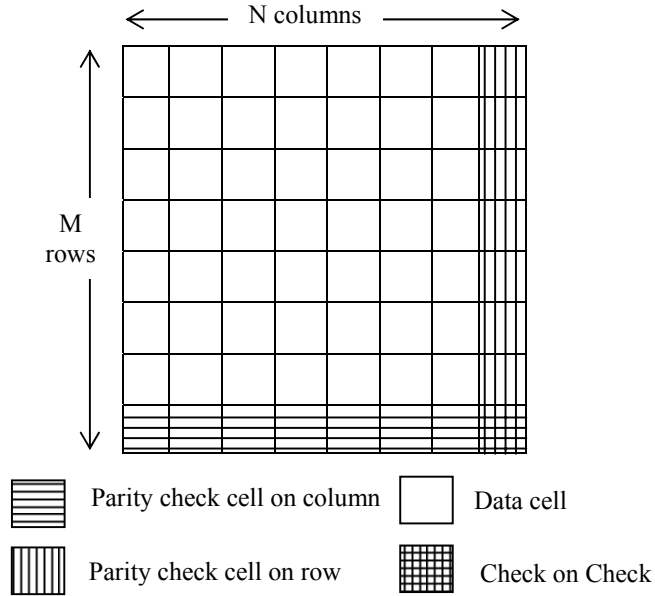 N columns
M
rows
Parity check cell on column
Data cell
Parity check cell on row
Check on Check